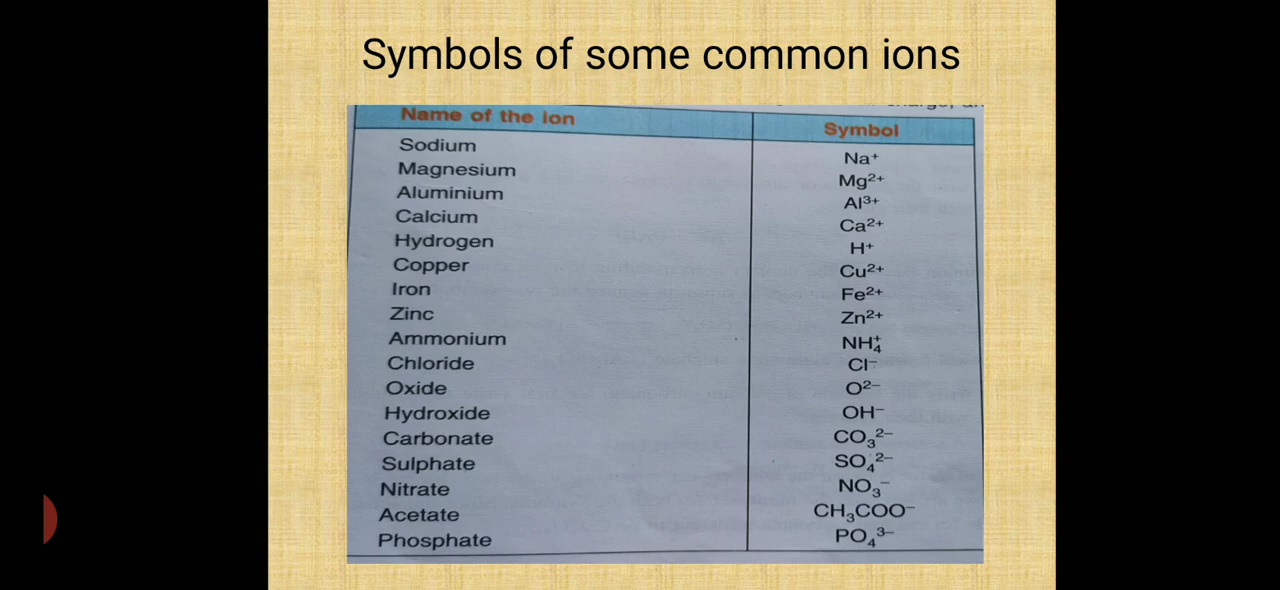 Symbols of some common ions
Name of the Ion Symbol
Sodium Na⁺
Magnesium Mg²⁺
Aluminium Al³⁺
Calcium Ca²⁺
Hydrogen H⁺
Copper Cu²⁺
Iron Fe²⁺
Zinc Zn²⁺
Ammonium NH₄⁺
Chloride Cl⁻
Oxide O²⁻
Hydroxide OH⁻
Carbonate CO₃²⁻
Sulphate SO₄²⁻
Nitrate NO₃⁻
Acetate CH₃COO⁻
Phosphate PO₄³⁻